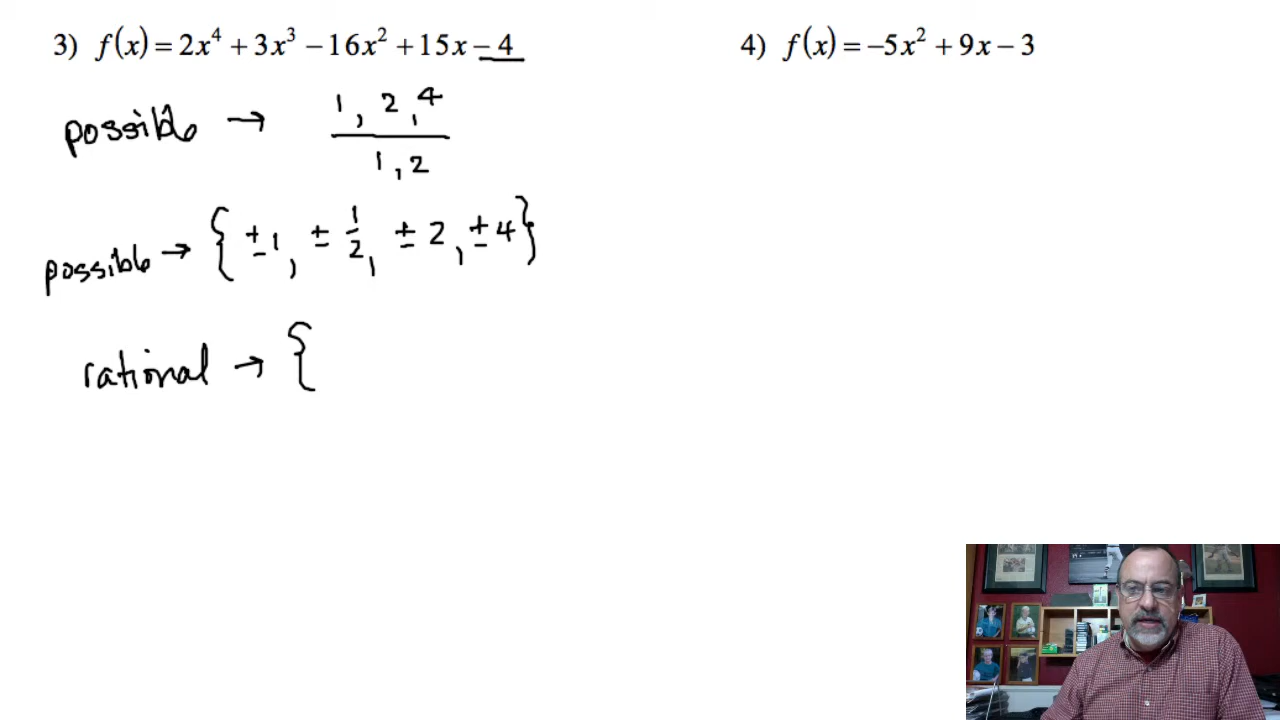 3) f(x) = 2x⁴ + 3x³ − 16x² + 15x − 4
possible → 1, 2, 4 / 1, 2
possible → { ± 1, ± 1/2, ± 2, ± 4 }
rational → {
4) f(x) = −5x² + 9x − 3